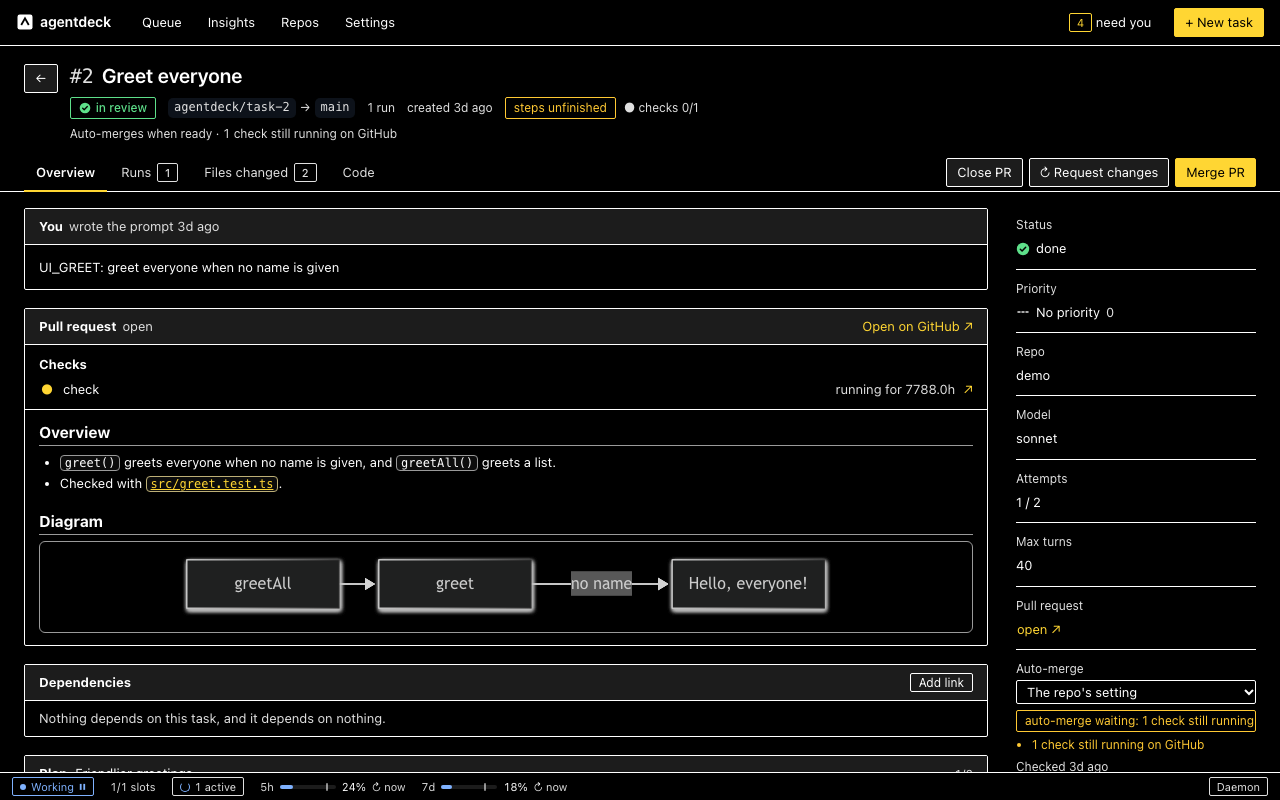 agentdeck Queue Insights Repos Settings 4 need you + New task
← #2 Greet everyone
in review agentdeck/task-2 → main 1 run created 3d ago steps unfinished checks 0/1
Auto-merges when ready · 1 check still running on GitHub
Overview Runs 1 Files changed 2 Code Close PR ↻ Request changes Merge PR
You wrote the prompt 3d ago
UI_GREET: greet everyone when no name is given
Pull request open Open on GitHub ↗
Checks
check running for 7788.0h ↗
Overview
• greet() greets everyone when no name is given, and greetAll() greets a list.
• Checked with src/greet.test.ts.
Diagram
greetAll greet no name Hello, everyone!
Dependencies Add link
Nothing depends on this task, and it depends on nothing.
Status
done
Priority
--- No priority 0
Repo
demo
Model
sonnet
Attempts
1 / 2
Max turns
40
Pull request
open ↗
Auto-merge
The repo's setting
auto-merge waiting: 1 check still running
• 1 check still running on GitHub
Checked 3d ago
Working 1/1 slots 1 active 5h 24% ↻ now 7d 18% ↻ now Daemon